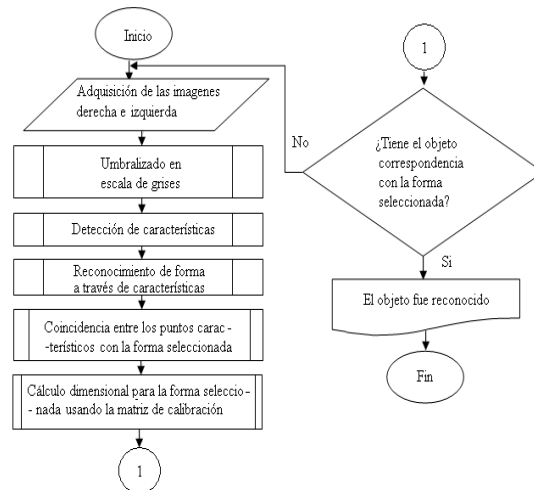 Inicio
Adquisición de las imagenes
derecha e izquierda
Umbralizado en
escala de grises
Detección de características
Reconocimiento de forma
a través de características
Coincidencia entre los puntos carac-
-terísticos con la forma seleccionada
Cálculo dimensional para la forma seleccio-
- nada usando la matriz de calibración
1
1
¿Tiene el objeto
correspondencia
con la forma
seleccionada?
No
Si
El objeto fue reconocido
Fin